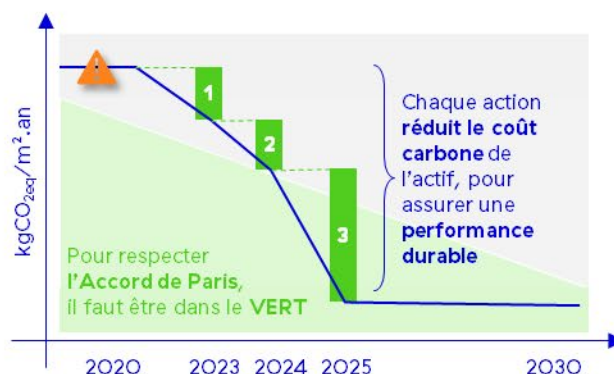 kgCO2eq/m².an
!
1
2
3
Chaque action
réduit le coût
carbone de
l'actif, pour
assurer une
performance
durable
Pour respecter
l'Accord de Paris,
il faut être dans le VERT
2020 2023 2024 2025 2030